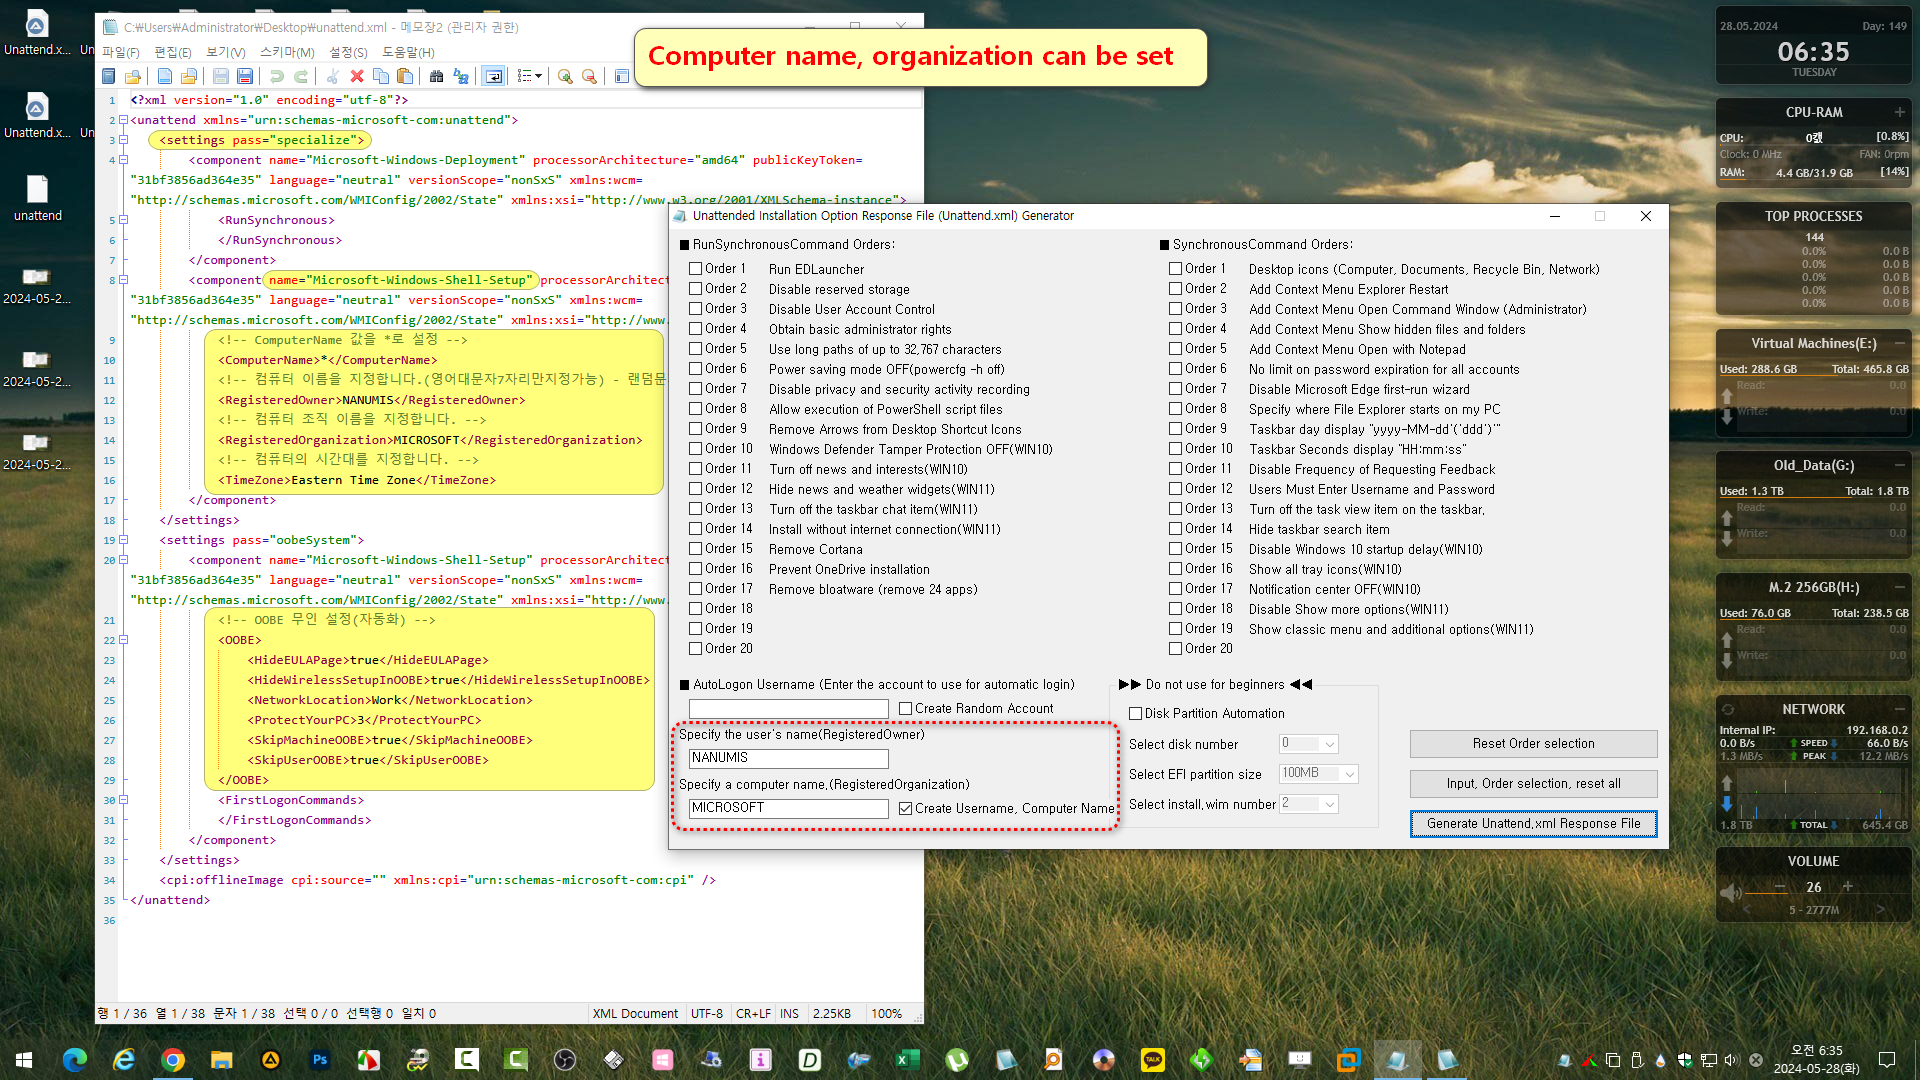 Unattend.x...
Unattend.x...
unattend
2024-05-2...
2024-05-2...
2024-05-2...
C:₩Users₩Administrator₩Desktop₩unattend.xml - 메모장2 (관리자 권한)
파일(F) 편집(E) 보기(V) 스키마(M) 설정(S) 도움말(H)
Computer name, organization can be set
1 <?xml version="1.0" encoding="utf-8"?>
2 <unattend xmlns="urn:schemas-microsoft-com:unattend">
3 <settings pass="specialize">
4 <component name="Microsoft-Windows-Deployment" processorArchitecture="amd64" publicKeyToken=
"31bf3856ad364e35" language="neutral" versionScope="nonSxS" xmlns:wcm=
"http://schemas.microsoft.com/WMIConfig/2002/State" xmlns:xsi="http://www.w3.org/2001/XMLSchema-instance">
5 <RunSynchronous>
6 </RunSynchronous>
7 </component>
8 <component name="Microsoft-Windows-Shell-Setup" processorArchitect
"31bf3856ad364e35" language="neutral" versionScope="nonSxS" xmlns:wcm=
"http://schemas.microsoft.com/WMIConfig/2002/State" xmlns:xsi="http://www.
9 <!-- ComputerName 값을 *로 설정 -->
10 <ComputerName>*</ComputerName>
11 <!-- 컴퓨터 이름을 지정합니다.(영어대문자7자리만지정가능) - 랜덤문
12 <RegisteredOwner>NANUMIS</RegisteredOwner>
13 <!-- 컴퓨터 조직 이름을 지정합니다. -->
14 <RegisteredOrganization>MICROSOFT</RegisteredOrganization>
15 <!-- 컴퓨터의 시간대를 지정합니다. -->
16 <TimeZone>Eastern Time Zone</TimeZone>
17 </component>
18 </settings>
19 <settings pass="oobeSystem">
20 <component name="Microsoft-Windows-Shell-Setup" processorArchitect
"31bf3856ad364e35" language="neutral" versionScope="nonSxS" xmlns:wcm=
"http://schemas.microsoft.com/WMIConfig/2002/State" xmlns:xsi="http://www.
21 <!-- OOBE 무인 설정(자동화) -->
22 <OOBE>
23 <HideEULAPage>true</HideEULAPage>
24 <HideWirelessSetupInOOBE>true</HideWirelessSetupInOOBE>
25 <NetworkLocation>Work</NetworkLocation>
26 <ProtectYourPC>3</ProtectYourPC>
27 <SkipMachineOOBE>true</SkipMachineOOBE>
28 <SkipUserOOBE>true</SkipUserOOBE>
29 </OOBE>
30 <FirstLogonCommands>
31 </FirstLogonCommands>
32 </component>
33 </settings>
34 <cpi:offlineImage cpi:source="" xmlns:cpi="urn:schemas-microsoft-com:cpi" />
35 </unattend>
36
행 1 / 36 열 1 / 38 문자 1 / 38 선택 0 / 0 선택행 0 일치 0 XML Document UTF-8 CR+LF INS 2.25KB 100%
Unattended Installation Option Response File (Unattend.xml) Generator
RunSynchronousCommand Orders:
Order 1 Run EDLauncher
Order 2 Disable reserved storage
Order 3 Disable User Account Control
Order 4 Obtain basic administrator rights
Order 5 Use long paths of up to 32,767 characters
Order 6 Power saving mode OFF(powercfg -h off)
Order 7 Disable privacy and security activity recording
Order 8 Allow execution of PowerShell script files
Order 9 Remove Arrows from Desktop Shortcut Icons
Order 10 Windows Defender Tamper Protection OFF(WIN10)
Order 11 Turn off news and interests(WIN10)
Order 12 Hide news and weather widgets(WIN11)
Order 13 Turn off the taskbar chat item(WIN11)
Order 14 Install without internet connection(WIN11)
Order 15 Remove Cortana
Order 16 Prevent OneDrive installation
Order 17 Remove bloatware (remove 24 apps)
Order 18
Order 19
Order 20
SynchronousCommand Orders:
Order 1 Desktop icons (Computer, Documents, Recycle Bin, Network)
Order 2 Add Context Menu Explorer Restart
Order 3 Add Context Menu Open Command Window (Administrator)
Order 4 Add Context Menu Show hidden files and folders
Order 5 Add Context Menu Open with Notepad
Order 6 No limit on password expiration for all accounts
Order 7 Disable Microsoft Edge first-run wizard
Order 8 Specify where File Explorer starts on my PC
Order 9 Taskbar day display "yyyy-MM-dd'('ddd')'"
Order 10 Taskbar Seconds display "HH:mm:ss"
Order 11 Disable Frequency of Requesting Feedback
Order 12 Users Must Enter Username and Password
Order 13 Turn off the task view item on the taskbar.
Order 14 Hide taskbar search item
Order 15 Disable Windows 10 startup delay(WIN10)
Order 16 Show all tray icons(WIN10)
Order 17 Notification center OFF(WIN10)
Order 18 Disable Show more options(WIN11)
Order 19 Show classic menu and additional options(WIN11)
Order 20
AutoLogon Username (Enter the account to use for automatic login)
Create Random Account
Specify the user's name(RegisteredOwner)
NANUMIS
Specify a computer name.(RegisteredOrganization)
MICROSOFT Create Username, Computer Name
Do not use for beginners
Disk Partition Automation
Select disk number 0
Select EFI partition size 100MB
Select install.wim number 2
Reset Order selection
Input, Order selection, reset all
Generate Unattend.xml Response File
28.05.2024 Day: 149
06:35
TUESDAY
CPU-RAM
CPU: 0캜 [0.8%]
Clock: 0 MHz FAN: 0rpm
RAM: 4.4 GB/31.9 GB [14%]
TOP PROCESSES
144
0.0% 0.0 B
0.0% 0.0 B
0.0% 0.0 B
0.0% 0.0 B
0.0% 0.0 B
Virtual Machines(E:)
Used: 288.6 GB Total: 465.8 GB
Read: 0.0
Write: 0.0
Old_Data(G:)
Used: 1.3 TB Total: 1.8 TB
Read: 0.0
Write: 0.0
M.2 256GB(H:)
Used: 76.0 GB Total: 238.5 GB
Read: 0.0
Write: 0.0
NETWORK
Internal IP: 192.168.0.2
0.0 B/s SPEED 66.0 B/s
1.3 MB/s PEAK 12.2 MB/s
1.8 TB TOTAL 645.4 GB
VOLUME
26
5 - 2777M
Ps
TALK
오전 6:35
2024-05-28(화)